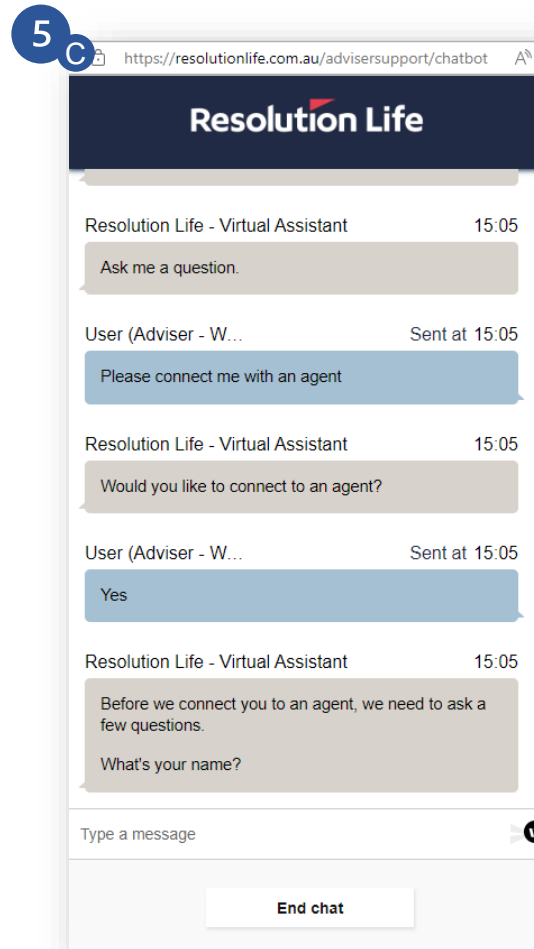 5
C https://resolutionlife.com.au/advisersupport/chatbot A
Resolution Life
Resolution Life - Virtual Assistant 15:05
Ask me a question.
User (Adviser - W... Sent at 15:05
Please connect me with an agent
Resolution Life - Virtual Assistant 15:05
Would you like to connect to an agent?
User (Adviser - W... Sent at 15:05
Yes
Resolution Life - Virtual Assistant 15:05
Before we connect you to an agent, we need to ask a
few questions.
What's your name?
Type a message
End chat